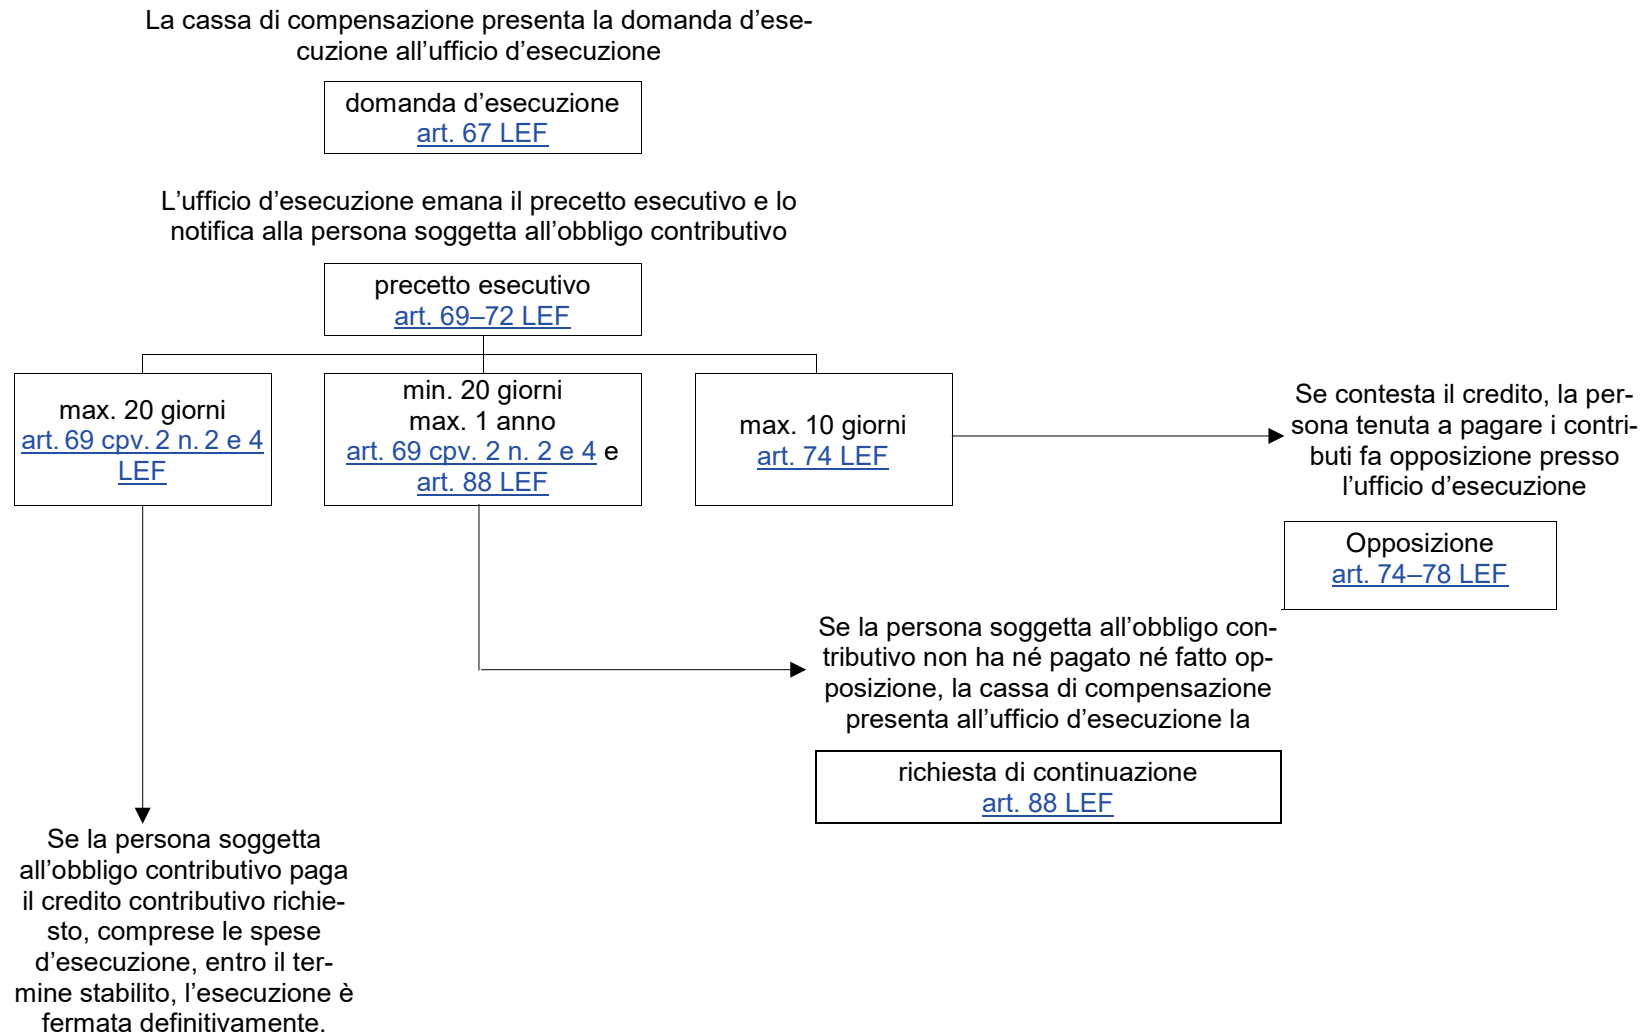 La cassa di compensazione presenta la domanda d’ese-
cuzione all’ufficio d’esecuzione
domanda d’esecuzione
art. 67 LEF
L’ufficio d’esecuzione emana il precetto esecutivo e lo
notifica alla persona soggetta all’obbligo contributivo
precetto esecutivo
art. 69–72 LEF
max. 20 giorni
art. 69 cpv. 2 n. 2 e 4
LEF
min. 20 giorni
max. 1 anno
art. 69 cpv. 2 n. 2 e 4 e
art. 88 LEF
max. 10 giorni
art. 74 LEF
Se contesta il credito, la per-
sona tenuta a pagare i contri-
buti fa opposizione presso
l’ufficio d’esecuzione
Opposizione
art. 74–78 LEF
Se la persona soggetta all’obbligo con-
tributivo non ha né pagato né fatto op-
posizione, la cassa di compensazione
presenta all’ufficio d’esecuzione la
richiesta di continuazione
art. 88 LEF
Se la persona soggetta
all’obbligo contributivo paga
il credito contributivo richie-
sto, comprese le spese
d’esecuzione, entro il ter-
mine stabilito, l’esecuzione è
fermata definitivamente.